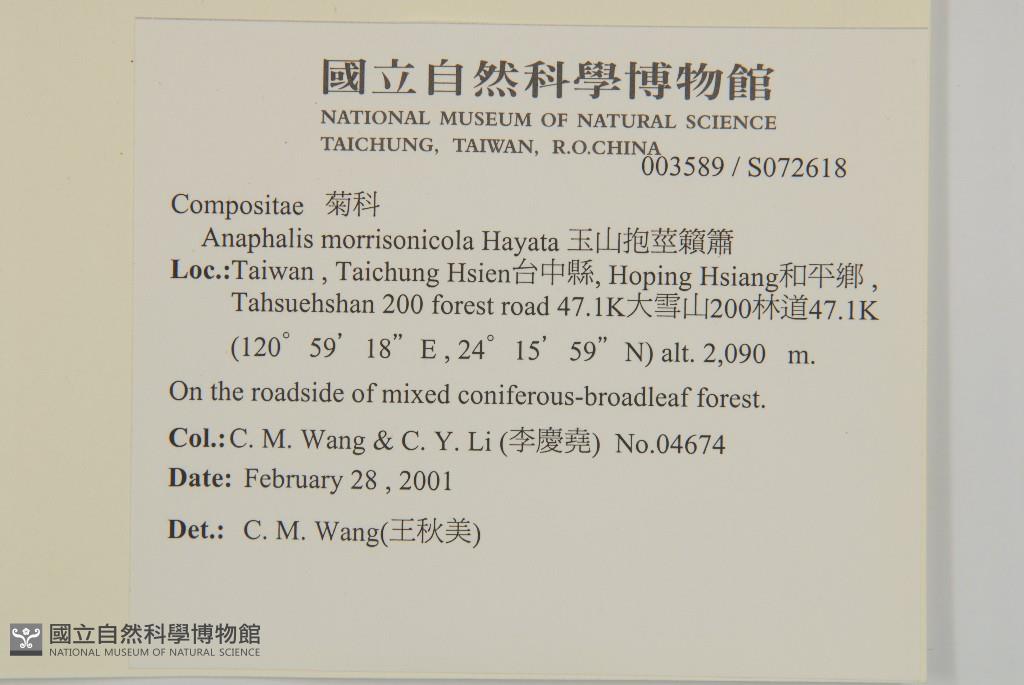 國立自然科學博物館
NATIONAL MUSEUM OF NATURAL SCIENCE
TAICHUNG, TAIWAN, R.O.CHINA
003589 / S072618
Compositae 菊科
Anaphalis morrisonicola Hayata 玉山抱莖籟簫
Loc.:Taiwan , Taichung Hsien台中縣, Hoping Hsiang和平鄉 ,
Tahsuehshan 200 forest road 47.1K大雪山200林道47.1K
(120° 59’ 18” E , 24° 15’ 59” N) alt. 2,090 m.
On the roadside of mixed coniferous-broadleaf forest.
Col.: C. M. Wang & C. Y. Li (李慶堯) No.04674
Date: February 28 , 2001
Det.: C. M. Wang(王秋美)
國立自然科學博物館
NATIONAL MUSEUM OF NATURAL SCIENCE